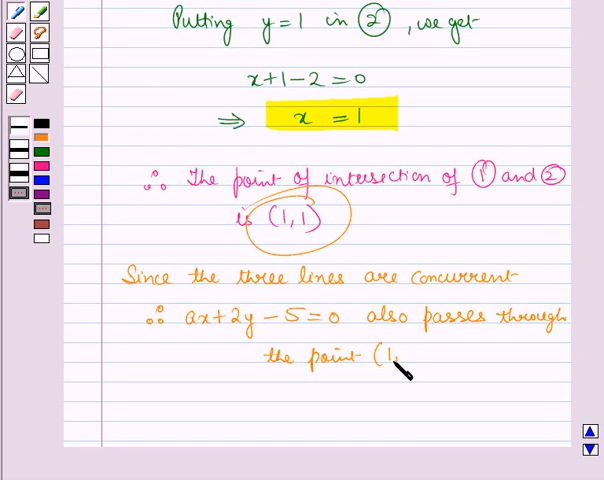 Putting y=1 in ②, we get
x+1-2=0
⇒ x = 1
∴ The point of intersection of ① and ②
is (1,1)
Since the three lines are concurrent
∴ ax+2y-5=0 also passes through
the point (1,